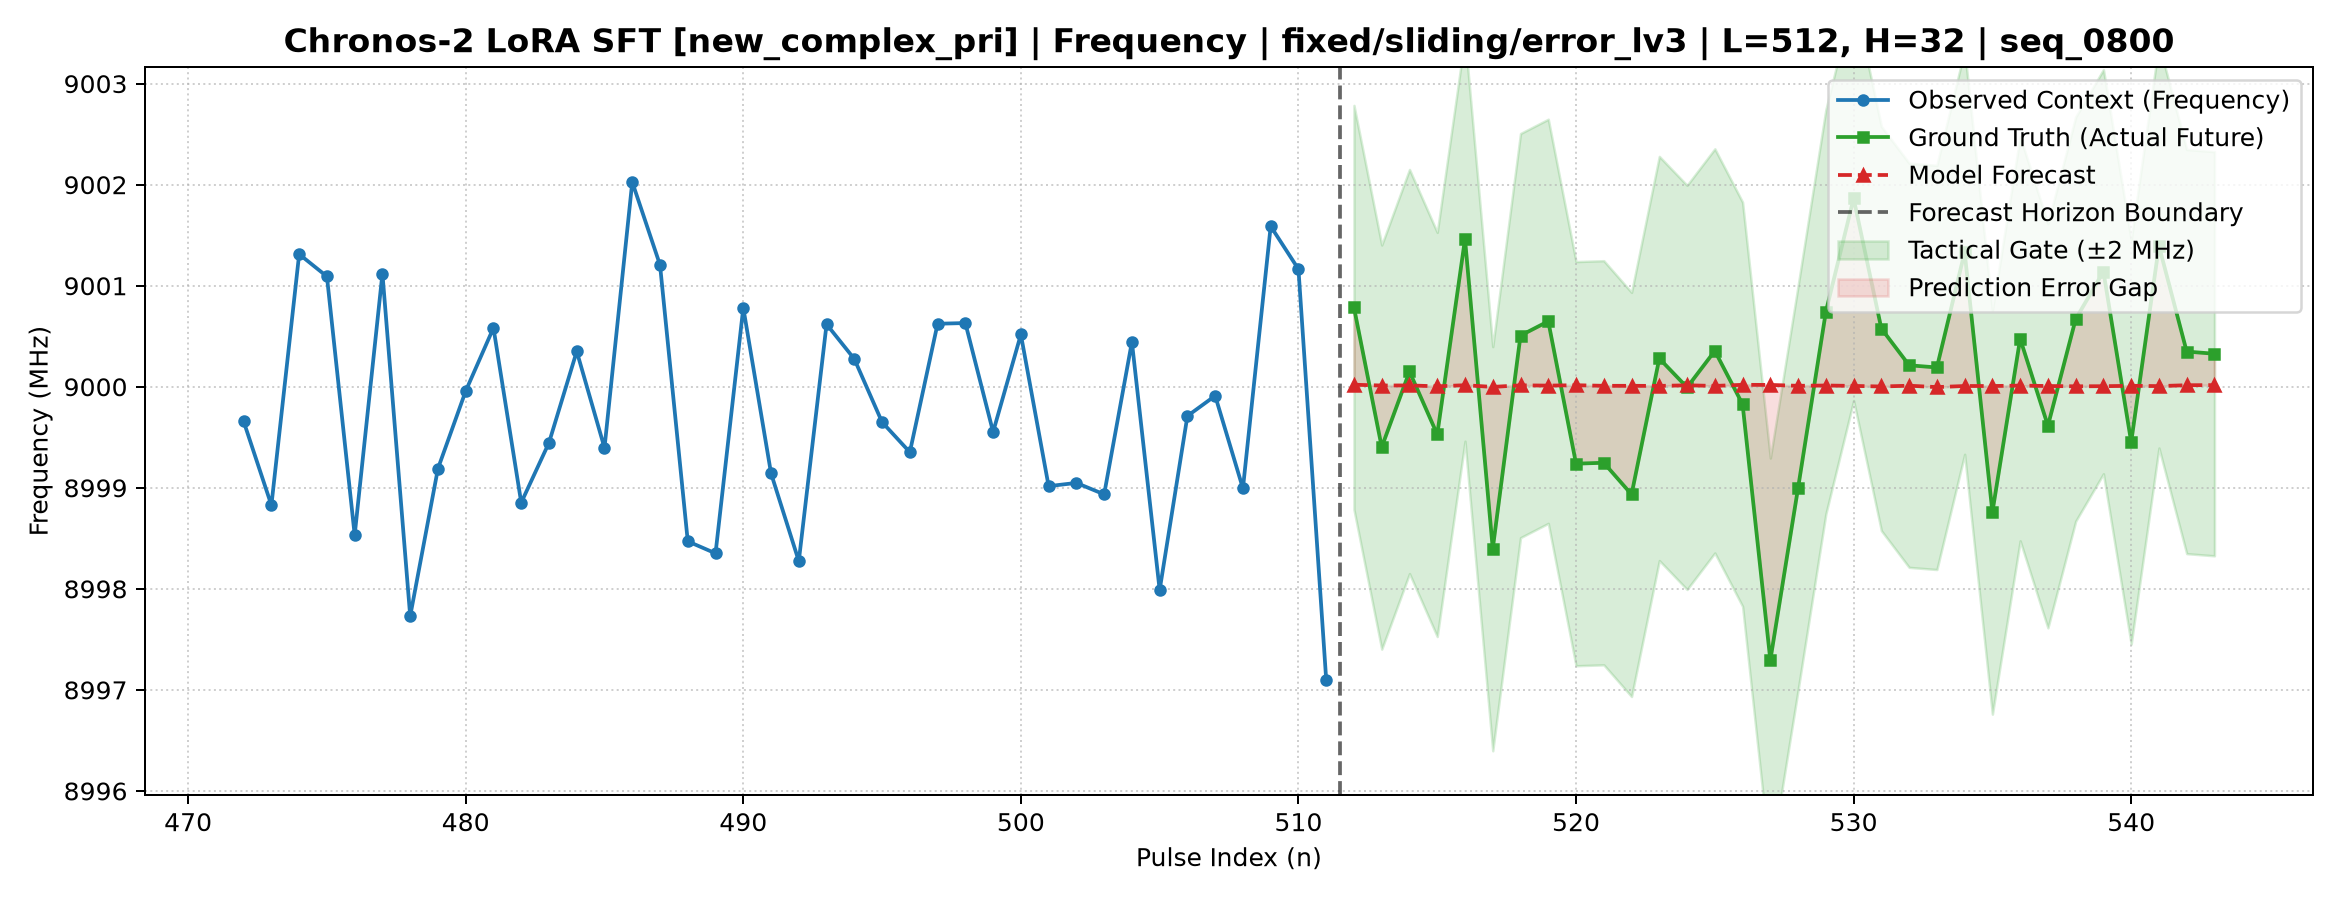 Chronos-2 LoRA SFT [new_complex_pri] | Frequency | fixed/sliding/error_lv3 | L=512, H=32 | seq_0800
Frequency (MHz)
9003
9002
9001
9000
8999
8998
8997
8996
Observed Context (Frequency)
Ground Truth (Actual Future)
Model Forecast
Forecast Horizon Boundary
Tactical Gate (±2 MHz)
Prediction Error Gap
470 480 490 500 510 520 530 540
Pulse Index (n)